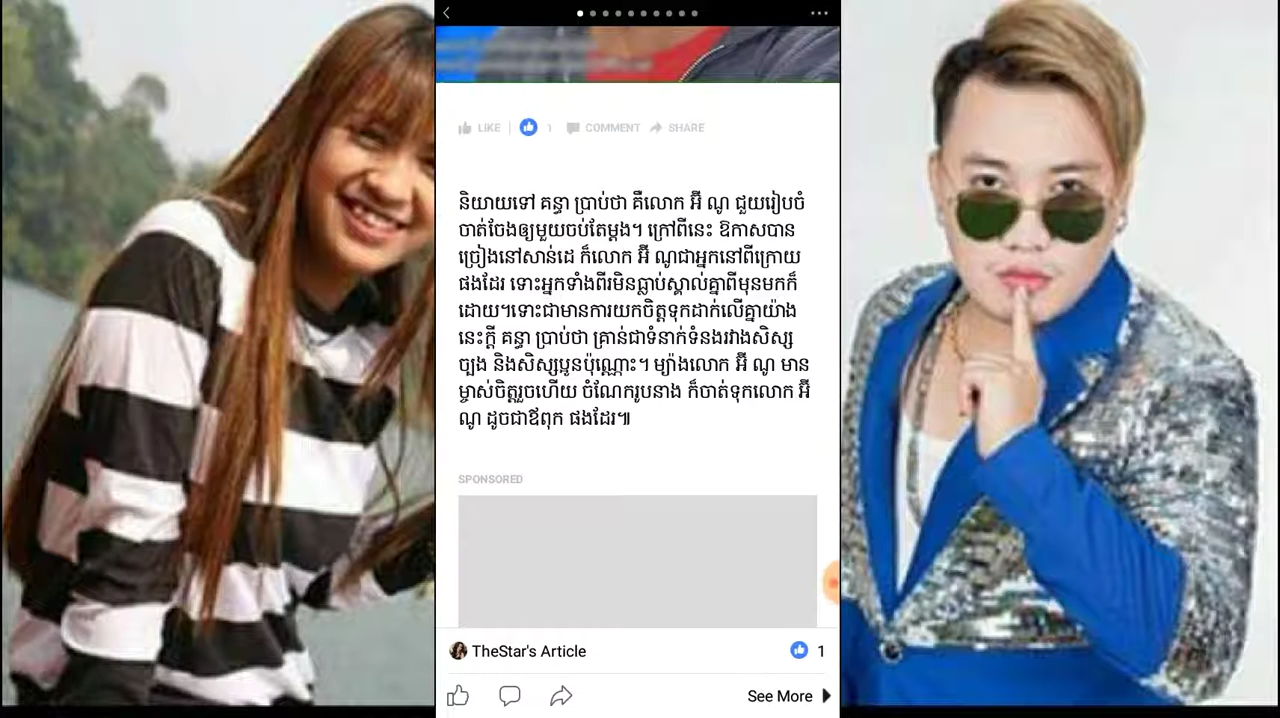 LIKE 1 COMMENT SHARE
និយាយទៅ គន្ធា ប្រាប់ថា គឺលោក អ៊ី ណូ ជួយរៀបចំ
ចាត់ចែងឲ្យមួយចប់តែម្ដង។ ក្រៅពីនេះ ឱកាសបាន
ច្រៀងនៅសាន់ដេ ក៏លោក អ៊ី ណូជាអ្នកនៅពីក្រោយ
ផងដែរ ទោះអ្នកទាំងពីរមិនធ្លាប់ស្គាល់គ្នាពីមុនមកក៏
ដោយ។ទោះជាមានការយកចិត្តទុកដាក់លើគ្នាយ៉ាង
នេះក្ដី គន្ធា ប្រាប់ថា គ្រាន់ជាទំនាក់ទំនងរវាងសិស្ស
ច្បង និងសិស្សប្អូនប៉ុណ្ណោះ។ ម្យ៉ាងលោក អ៊ី ណូ មាន
ម្ចាស់ចិត្តរួចហើយ ចំណែករូបនាង ក៏ចាត់ទុកលោក អ៊ី
ណូ ដូចជាឪពុក ផងដែរ៕
SPONSORED
TheStar's Article 1
See More